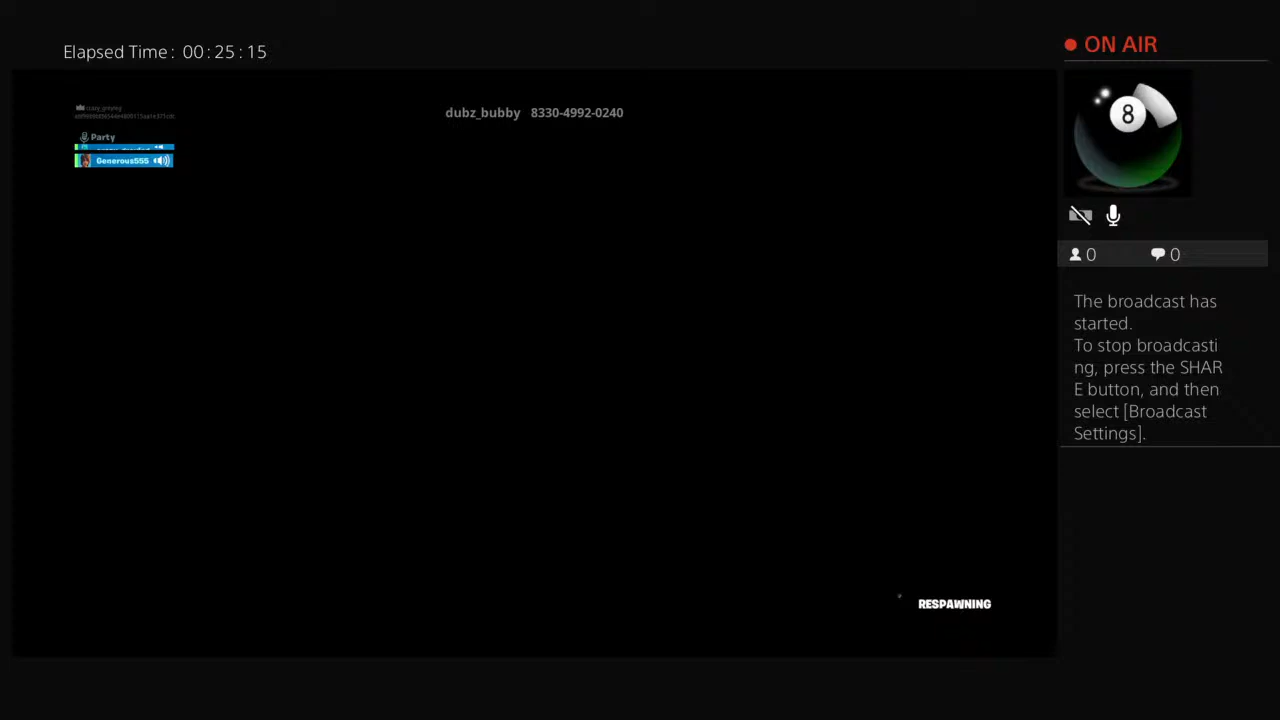 Elapsed Time: 00:25:15
ON AIR
crazy_greyleg
dubz_bubby 8330-4992-0240
Party
Generous555
8
0 0
The broadcast has
started.
To stop broadcasti
ng, press the SHAR
E button, and then
select [Broadcast
Settings].
RESPAWNING